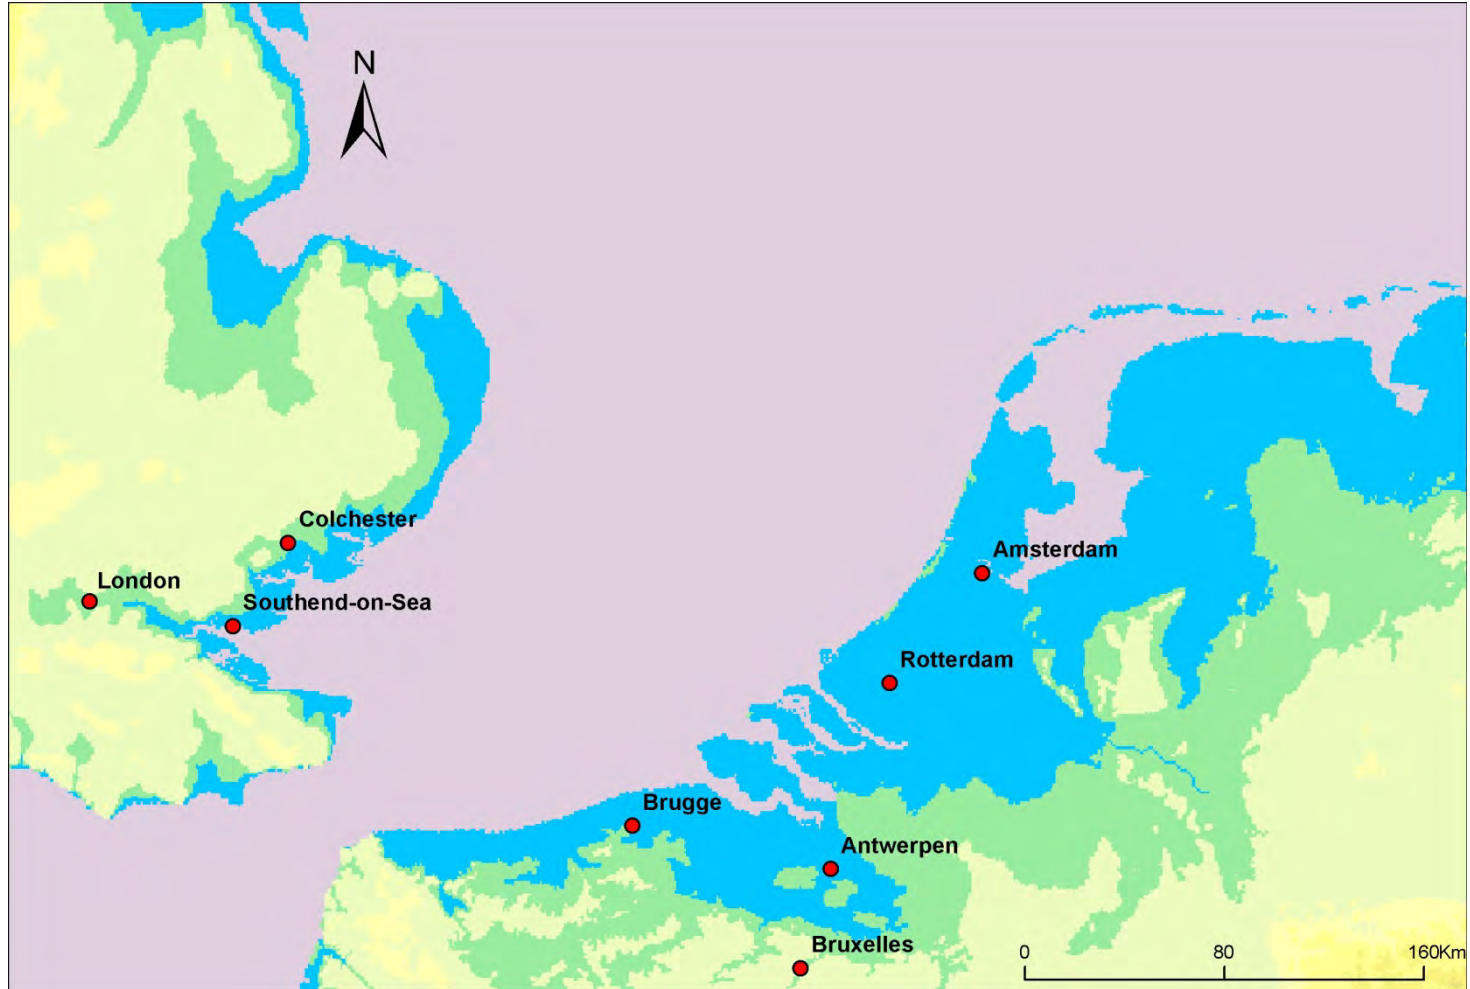 N
Colchester
London
Southend-on-Sea
Amsterdam
Rotterdam
Brugge
Antwerpen
Bruxelles
0 80 160Km